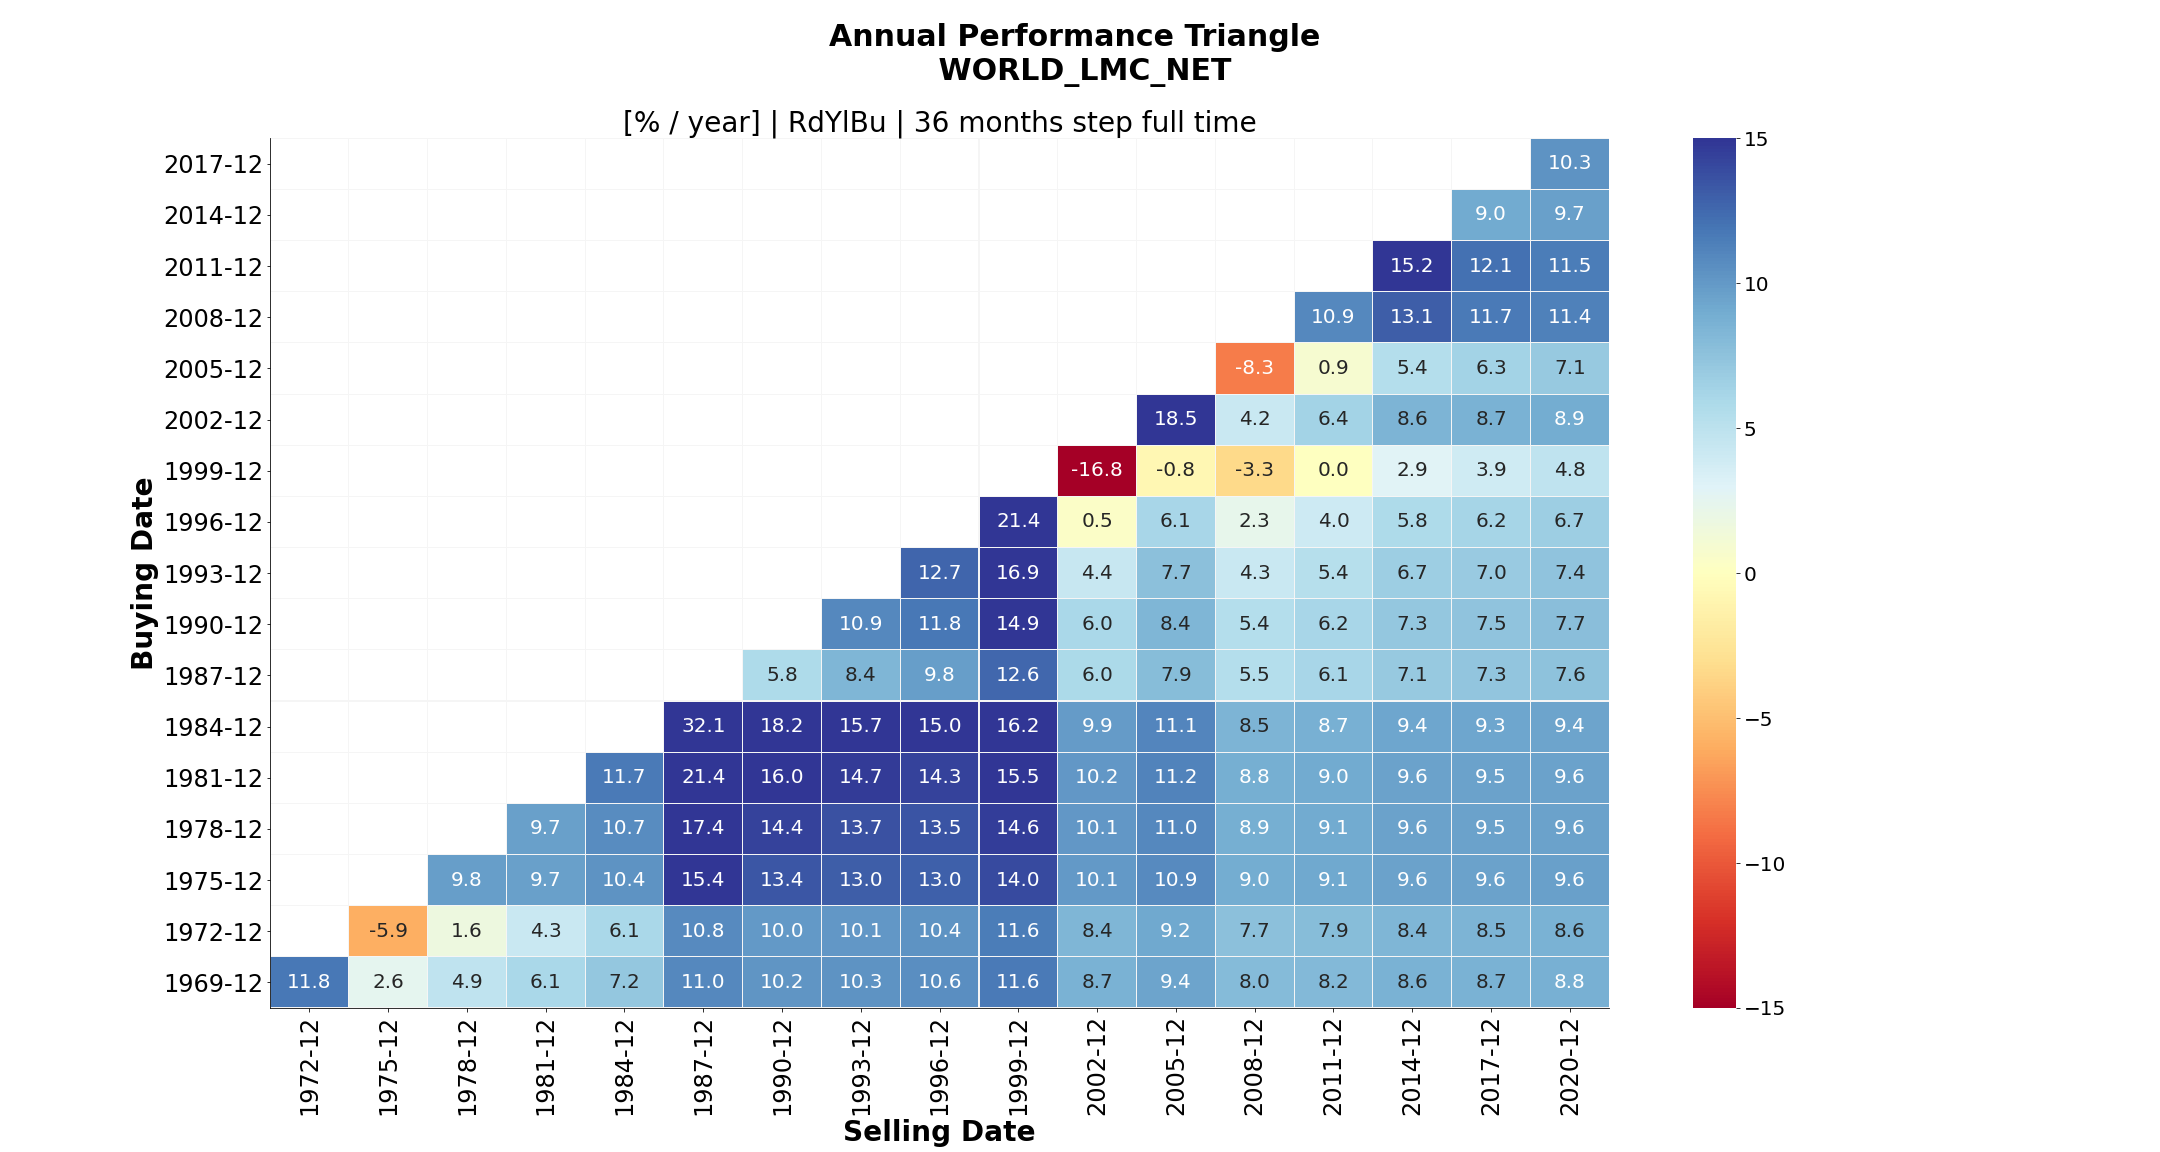 Annual Performance Triangle
WORLD_LMC_NET
[% / year] | RdYlBu | 36 months step full time
2017-12 10.3
2014-12 9.0 9.7
2011-12 15.2 12.1 11.5
2008-12 10.9 13.1 11.7 11.4
2005-12 -8.3 0.9 5.4 6.3 7.1
2002-12 18.5 4.2 6.4 8.6 8.7 8.9
1999-12 -16.8 -0.8 -3.3 0.0 2.9 3.9 4.8
1996-12 21.4 0.5 6.1 2.3 4.0 5.8 6.2 6.7
1993-12 12.7 16.9 4.4 7.7 4.3 5.4 6.7 7.0 7.4
1990-12 10.9 11.8 14.9 6.0 8.4 5.4 6.2 7.3 7.5 7.7
1987-12 5.8 8.4 9.8 12.6 6.0 7.9 5.5 6.1 7.1 7.3 7.6
1984-12 32.1 18.2 15.7 15.0 16.2 9.9 11.1 8.5 8.7 9.4 9.3 9.4
1981-12 11.7 21.4 16.0 14.7 14.3 15.5 10.2 11.2 8.8 9.0 9.6 9.5 9.6
1978-12 9.7 10.7 17.4 14.4 13.7 13.5 14.6 10.1 11.0 8.9 9.1 9.6 9.5 9.6
1975-12 9.8 9.7 10.4 15.4 13.4 13.0 13.0 14.0 10.1 10.9 9.0 9.1 9.6 9.6 9.6
1972-12 -5.9 1.6 4.3 6.1 10.8 10.0 10.1 10.4 11.6 8.4 9.2 7.7 7.9 8.4 8.5 8.6
1969-12 11.8 2.6 4.9 6.1 7.2 11.0 10.2 10.3 10.6 11.6 8.7 9.4 8.0 8.2 8.6 8.7 8.8
Buying Date
1972-12 1975-12 1978-12 1981-12 1984-12 1987-12 1990-12 1993-12 1996-12 1999-12 2002-12 2005-12 2008-12 2011-12 2014-12 2017-12 2020-12
Selling Date
15
10
5
0
−5
−10
−15